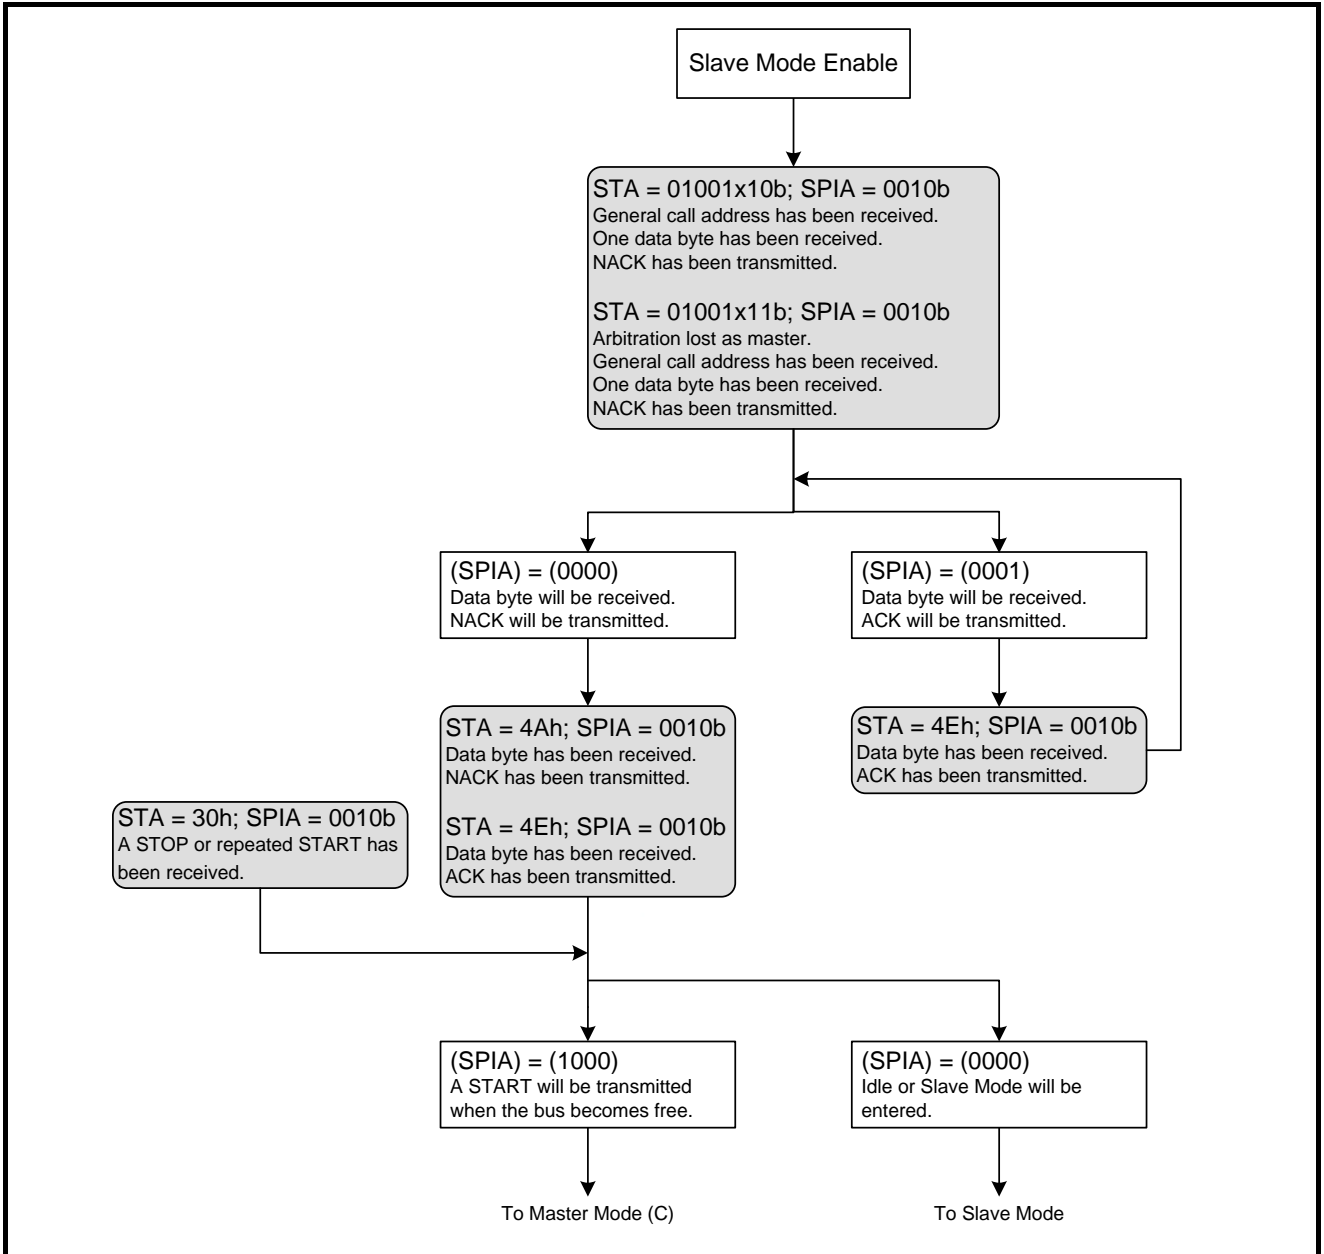 Slave Mode Enable
STA = 01001x10b; SPIA = 0010b
General call address has been received.
One data byte has been received.
NACK has been transmitted.
STA = 01001x11b; SPIA = 0010b
Arbitration lost as master.
General call address has been received.
One data byte has been received.
NACK has been transmitted.
(SPIA) = (0000)
Data byte will be received.
NACK will be transmitted.
(SPIA) = (0001)
Data byte will be received.
ACK will be transmitted.
STA = 4Ah; SPIA = 0010b
Data byte has been received.
NACK has been transmitted.
STA = 4Eh; SPIA = 0010b
Data byte has been received.
ACK has been transmitted.
STA = 4Eh; SPIA = 0010b
Data byte has been received.
ACK has been transmitted.
STA = 30h; SPIA = 0010b
A STOP or repeated START has
been received.
(SPIA) = (1000)
A START will be transmitted
when the bus becomes free.
(SPIA) = (0000)
Idle or Slave Mode will be
entered.
To Master Mode (C)
To Slave Mode